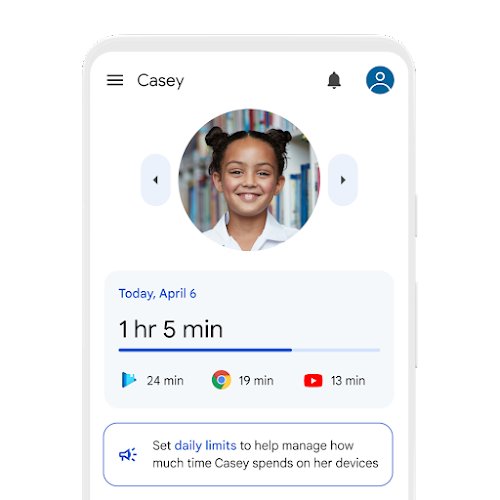 Casey
Today, April 6
1 hr 5 min
24 min
19 min
13 min
Set daily limits to help manage how
much time Casey spends on her devices